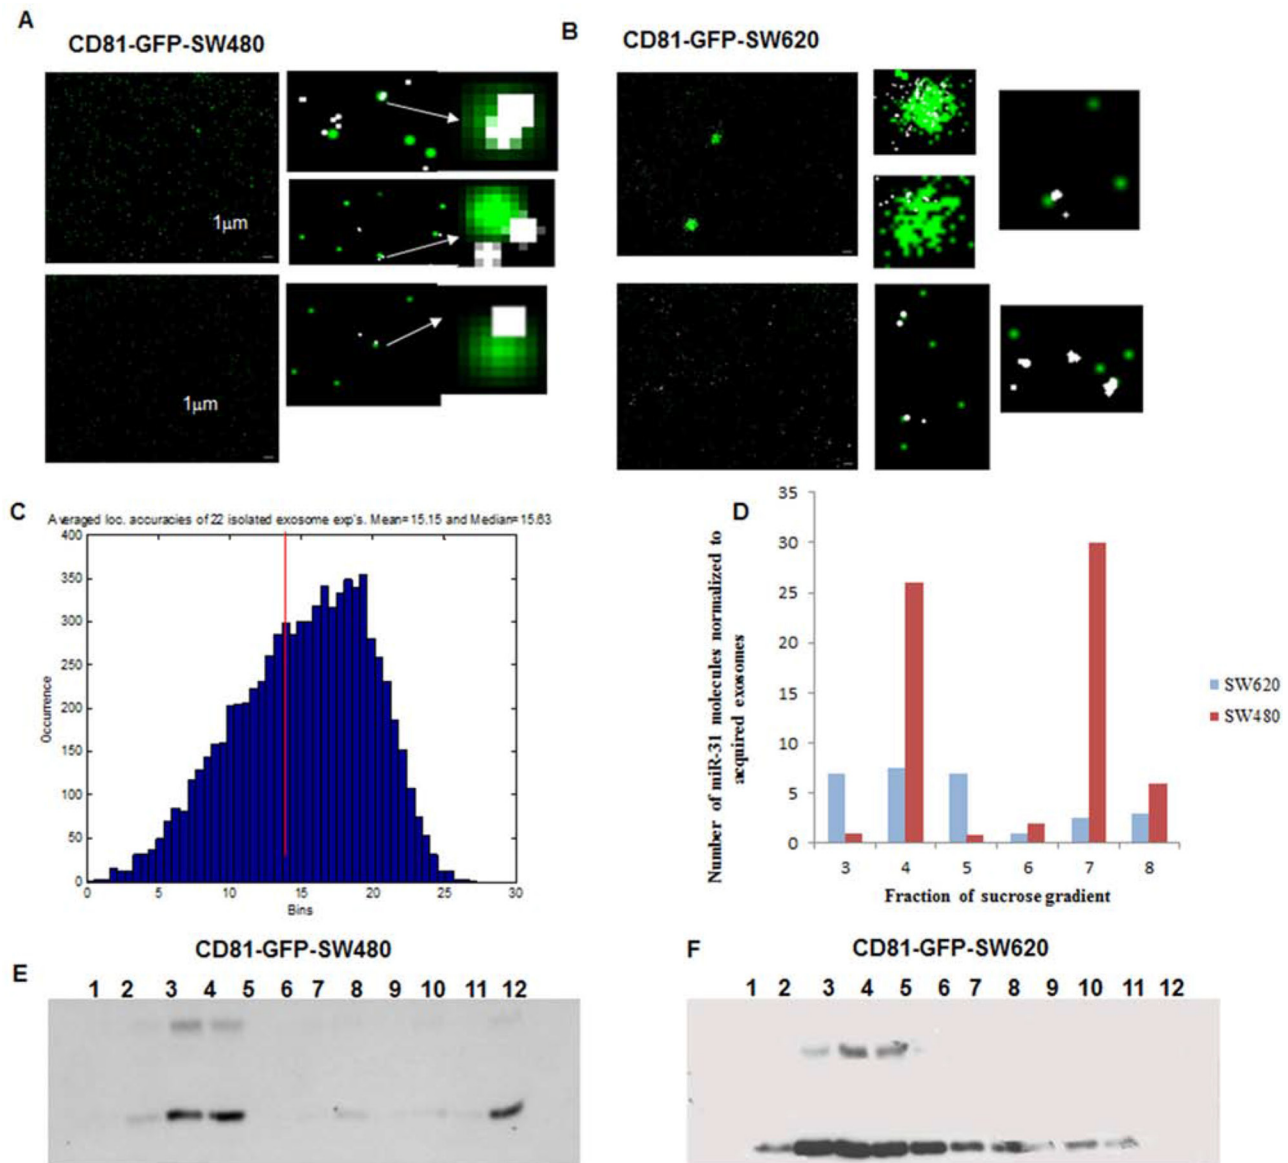 A
CD81-GFP-SW480
1μm
1μm
B
CD81-GFP-SW620
C
Averaged loc. accuracies of 22 isolated exosome exp's. Mean=15.15 and Median=15.63
400
350
300
250
200
150
100
50
0
Occurrence
0 5 10 15 20 25 30
Bins
D
35
30
25
20
15
10
5
0
Number of miR-31 molecules normalized to
acquired exosomes
3 4 5 6 7 8
Fraction of sucrose gradient
SW620
SW480
E
CD81-GFP-SW480
1 2 3 4 5 6 7 8 9 10 11 12
F
CD81-GFP-SW620
1 2 3 4 5 6 7 8 9 10 11 12